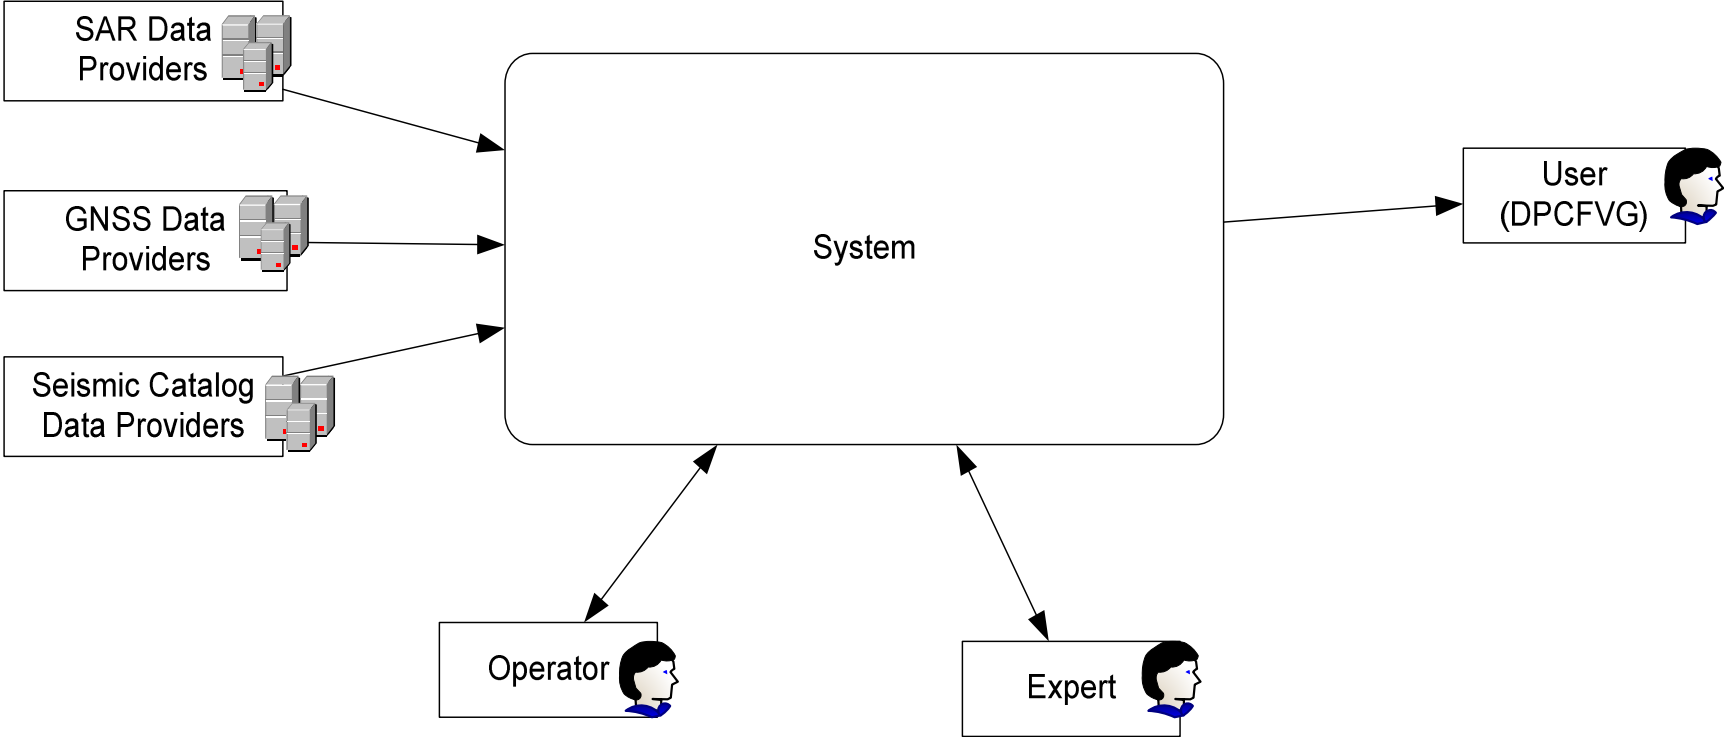 SAR Data
Providers
GNSS Data
Providers
Seismic Catalog
Data Providers
System
User
(DPCFVG)
Operator
Expert